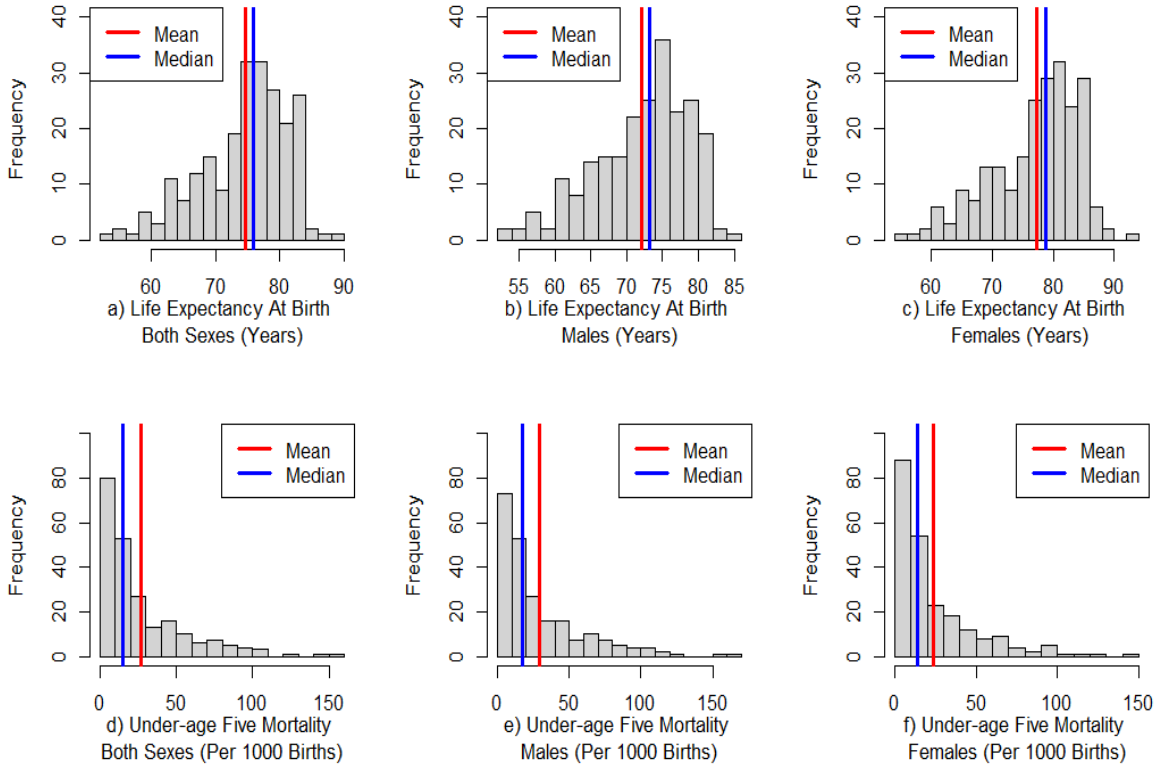 Mean
Median
Frequency
0 10 20 30 40
60 70 80 90
a) Life Expectancy At Birth
Both Sexes (Years)
Mean
Median
Frequency
0 10 20 30 40
55 60 65 70 75 80 85
b) Life Expectancy At Birth
Males (Years)
Mean
Median
Frequency
0 10 20 30 40
60 70 80 90
c) Life Expectancy At Birth
Females (Years)
Mean
Median
Frequency
0 20 40 60 80
0 50 100 150
d) Under-age Five Mortality
Both Sexes (Per 1000 Births)
Mean
Median
Frequency
0 20 40 60 80
0 50 100 150
e) Under-age Five Mortality
Males (Per 1000 Births)
Mean
Median
Frequency
0 20 40 60 80
0 50 100 150
f) Under-age Five Mortality
Females (Per 1000 Births)